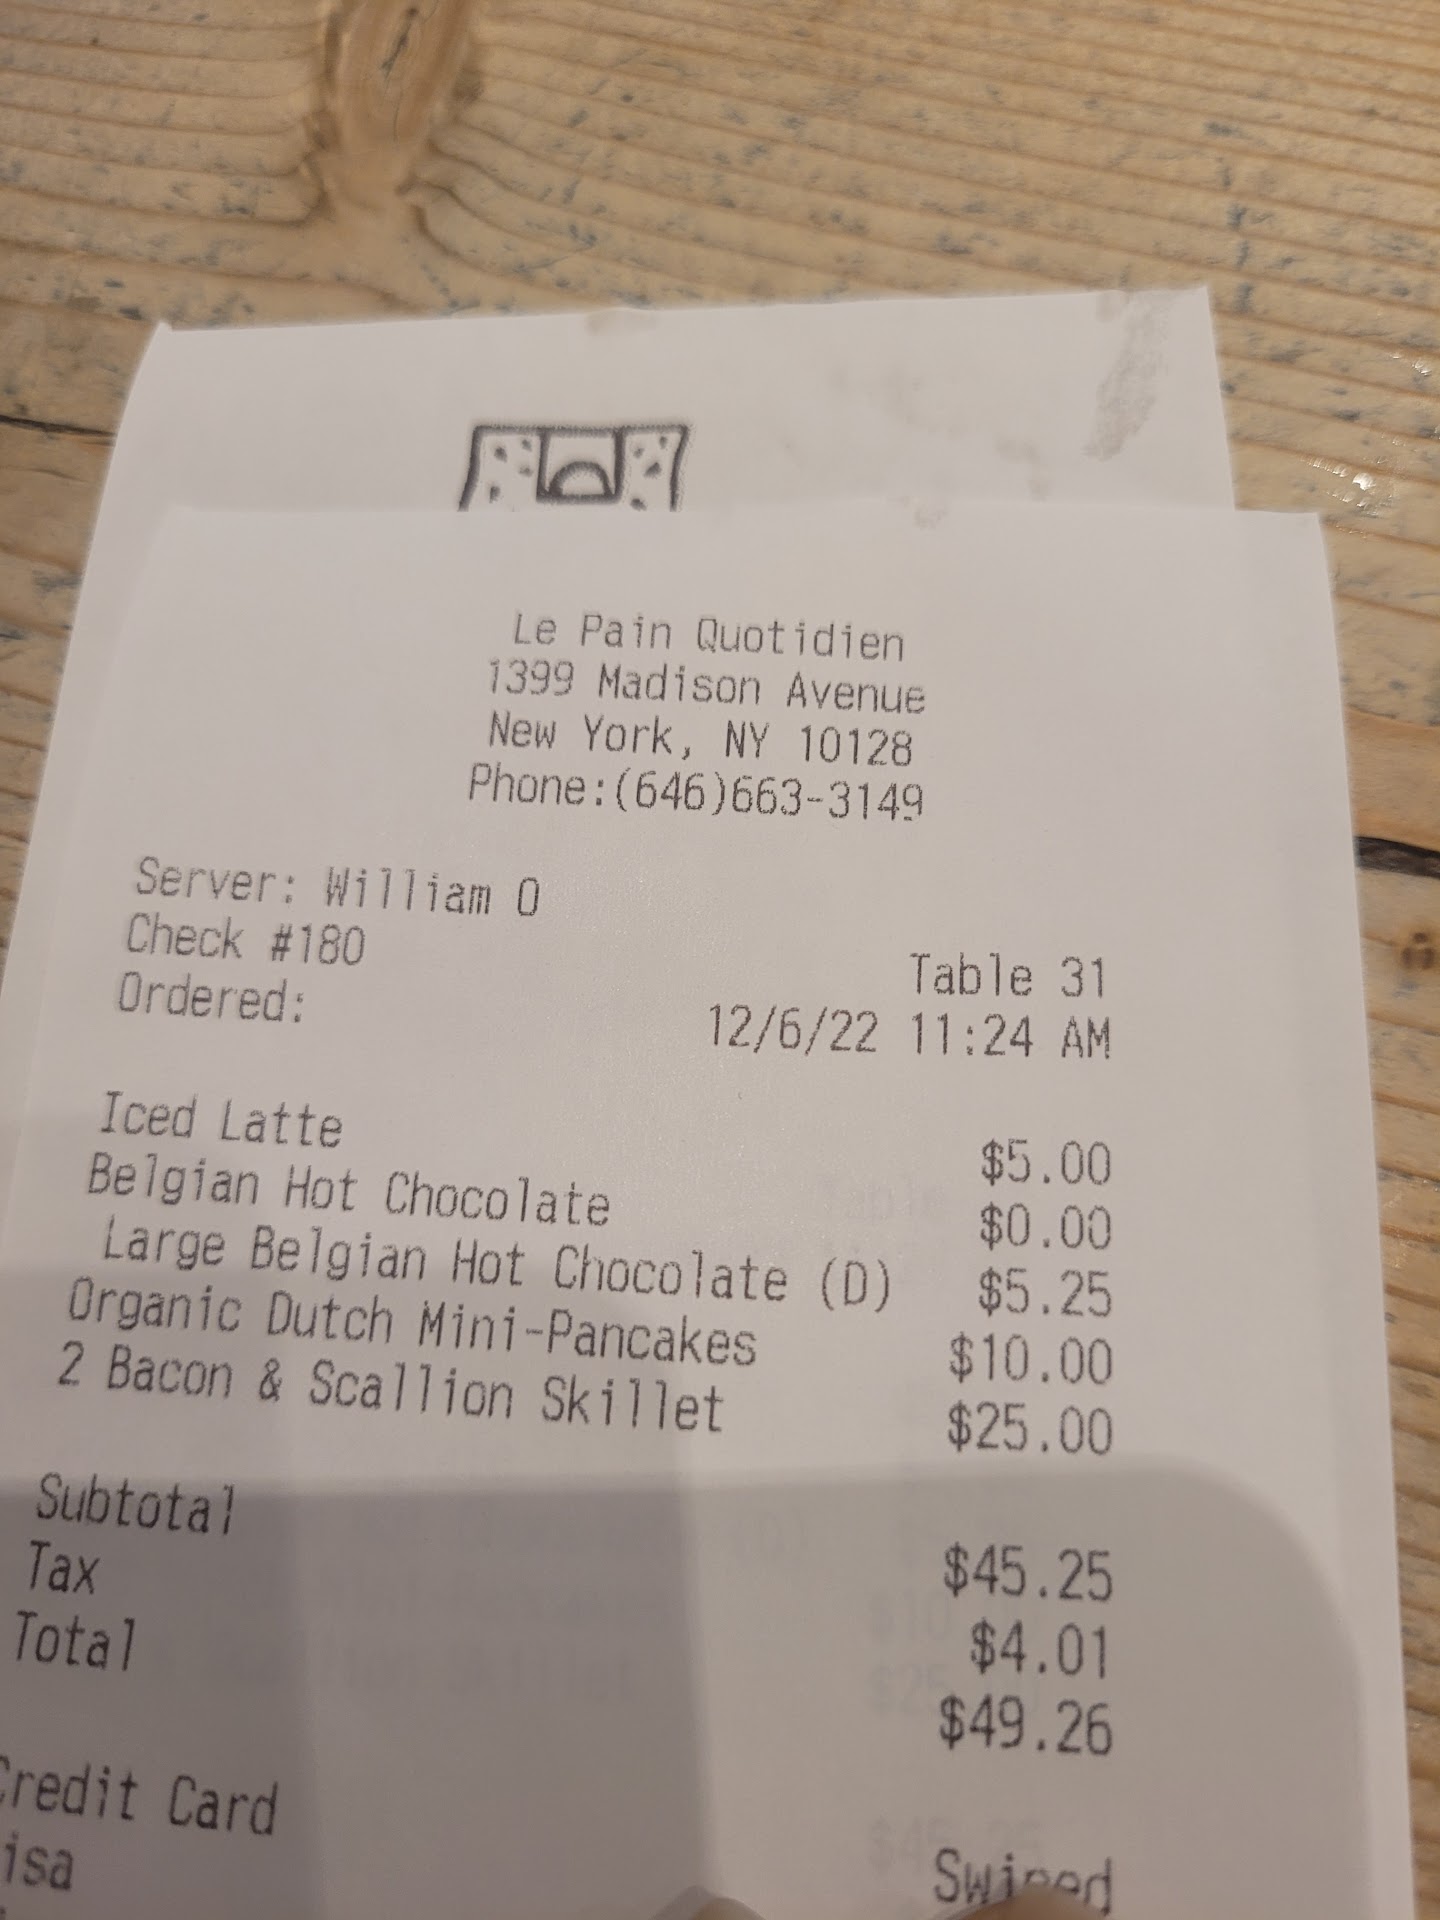 Le Pain Quotidien
1399 Madison Avenue
New York, NY 10128
Phone:(646)663-3149
Server: William O
Check #180 Table 31
Ordered: 12/6/22 11:24 AM
Iced Latte $5.00
Belgian Hot Chocolate $0.00
Large Belgian Hot Chocolate (D) $5.25
Organic Dutch Mini-Pancakes $10.00
2 Bacon & Scallion Skillet $25.00
Subtotal $45.25
Tax $4.01
Total $49.26
Credit Card Swiped
isa